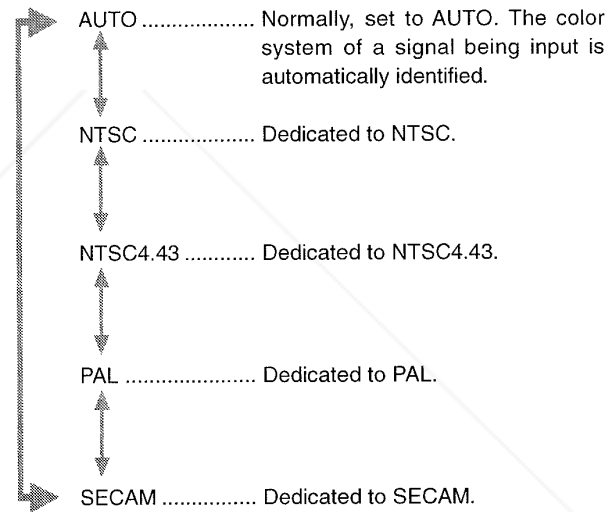 AUTO ................... Normally, set to AUTO. The color
system of a signal being input is
automatically identified.
NTSC ................... Dedicated to NTSC.
NTSC4.43 ............ Dedicated to NTSC4.43.
PAL ...................... Dedicated to PAL.
SECAM ................ Dedicated to SECAM.